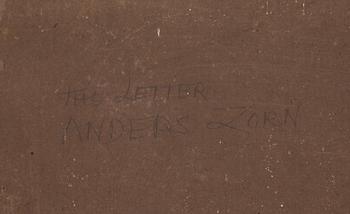 THE LETTER
ANDERS ZORN